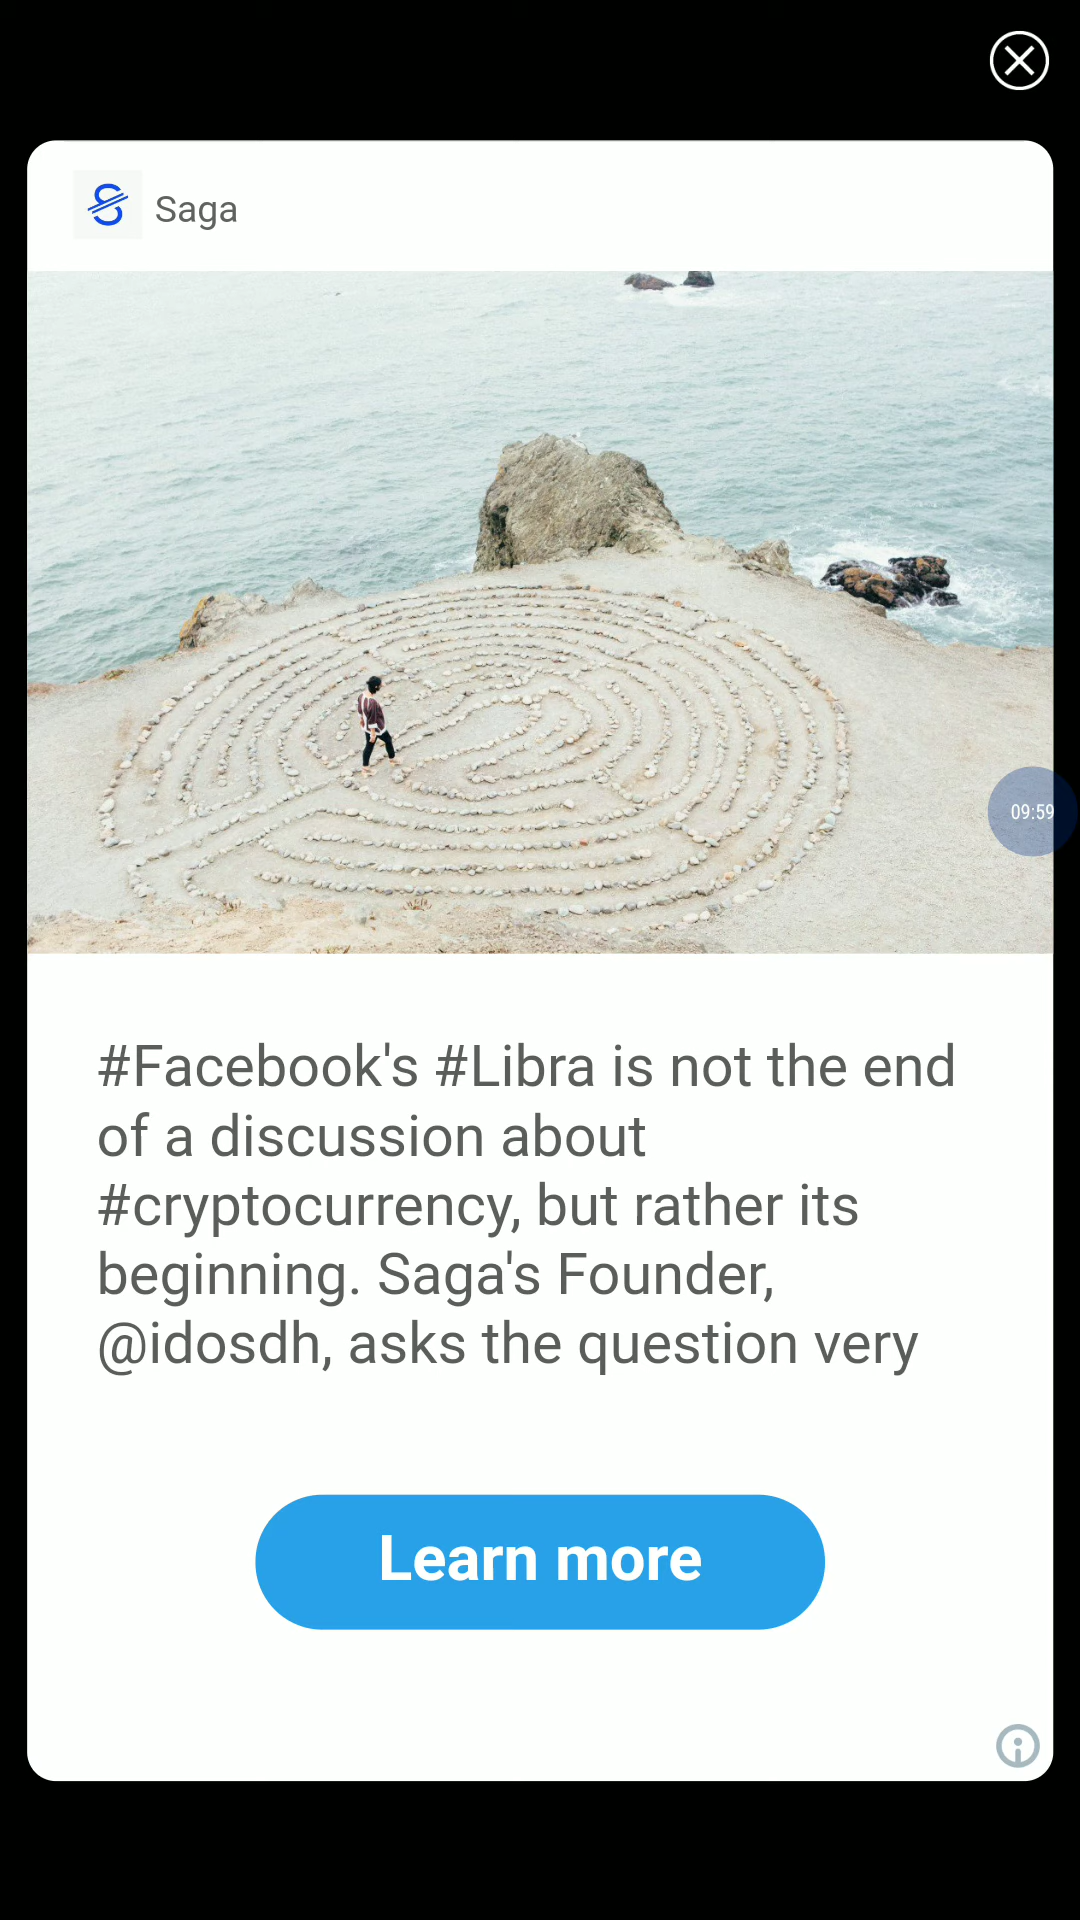 Saga
09:59
#Facebook's #Libra is not the end
of a discussion about
#cryptocurrency, but rather its
beginning. Saga's Founder,
@idosdh, asks the question very
Learn more